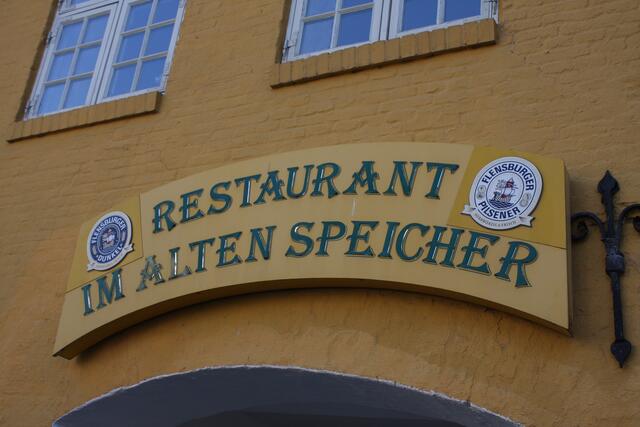 RESTAURANT
IM ALTEN SPEICHER
FLENSBURGER
DUNKEL
FLENSBURGER
PILSENER